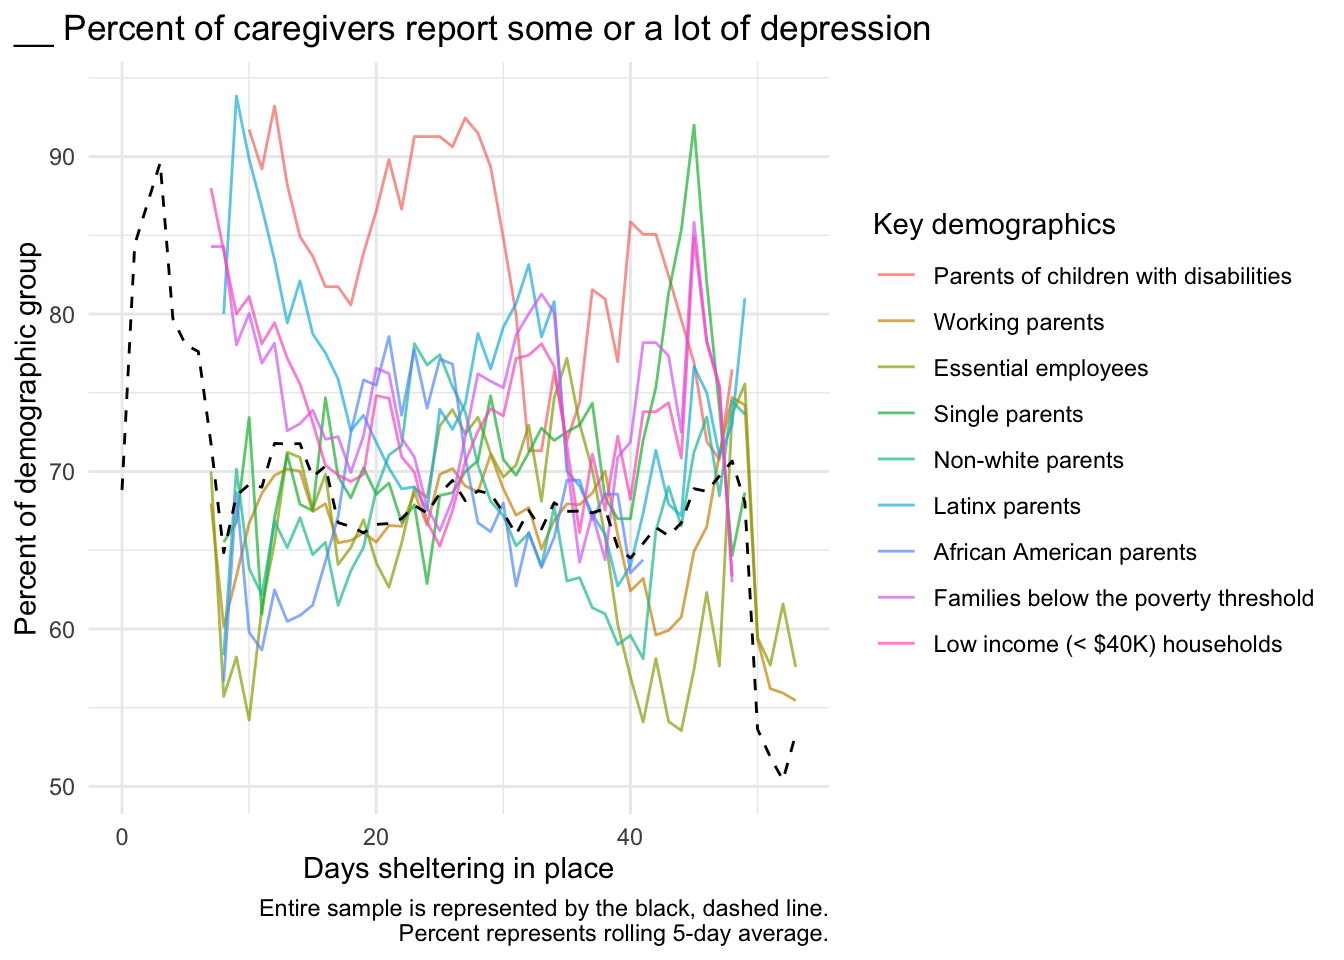 __ Percent of caregivers report some or a lot of depression
Percent of demographic group
90
80
70
60
50
0
20
40
Days sheltering in place
Entire sample is represented by the black, dashed line.
Percent represents rolling 5-day average.
Key demographics
Parents of children with disabilities
Working parents
Essential employees
Single parents
Non-white parents
Latinx parents
African American parents
Families below the poverty threshold
Low income (< $40K) households